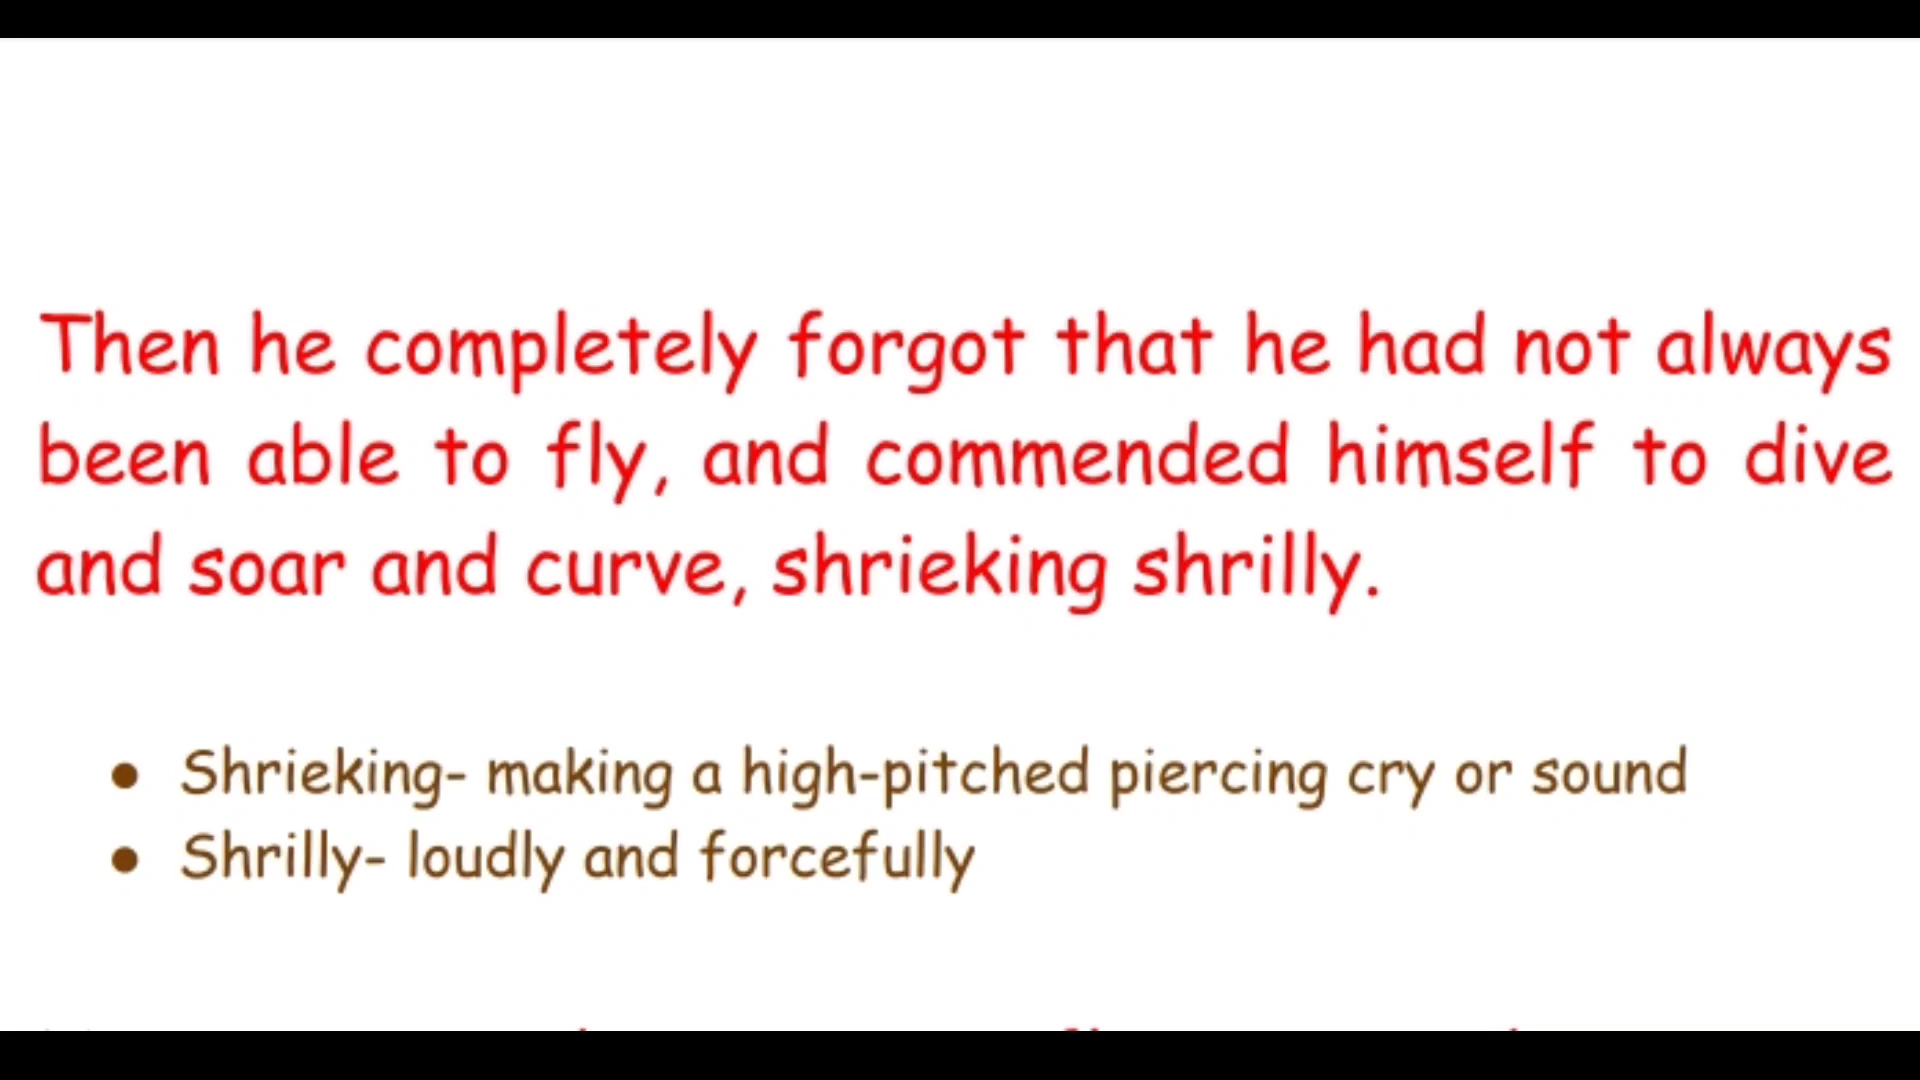 Then he completely forgot that he had not always
been able to fly, and commended himself to dive
and soar and curve, shrieking shrilly.
● Shrieking- making a high-pitched piercing cry or sound
● Shrilly- loudly and forcefully